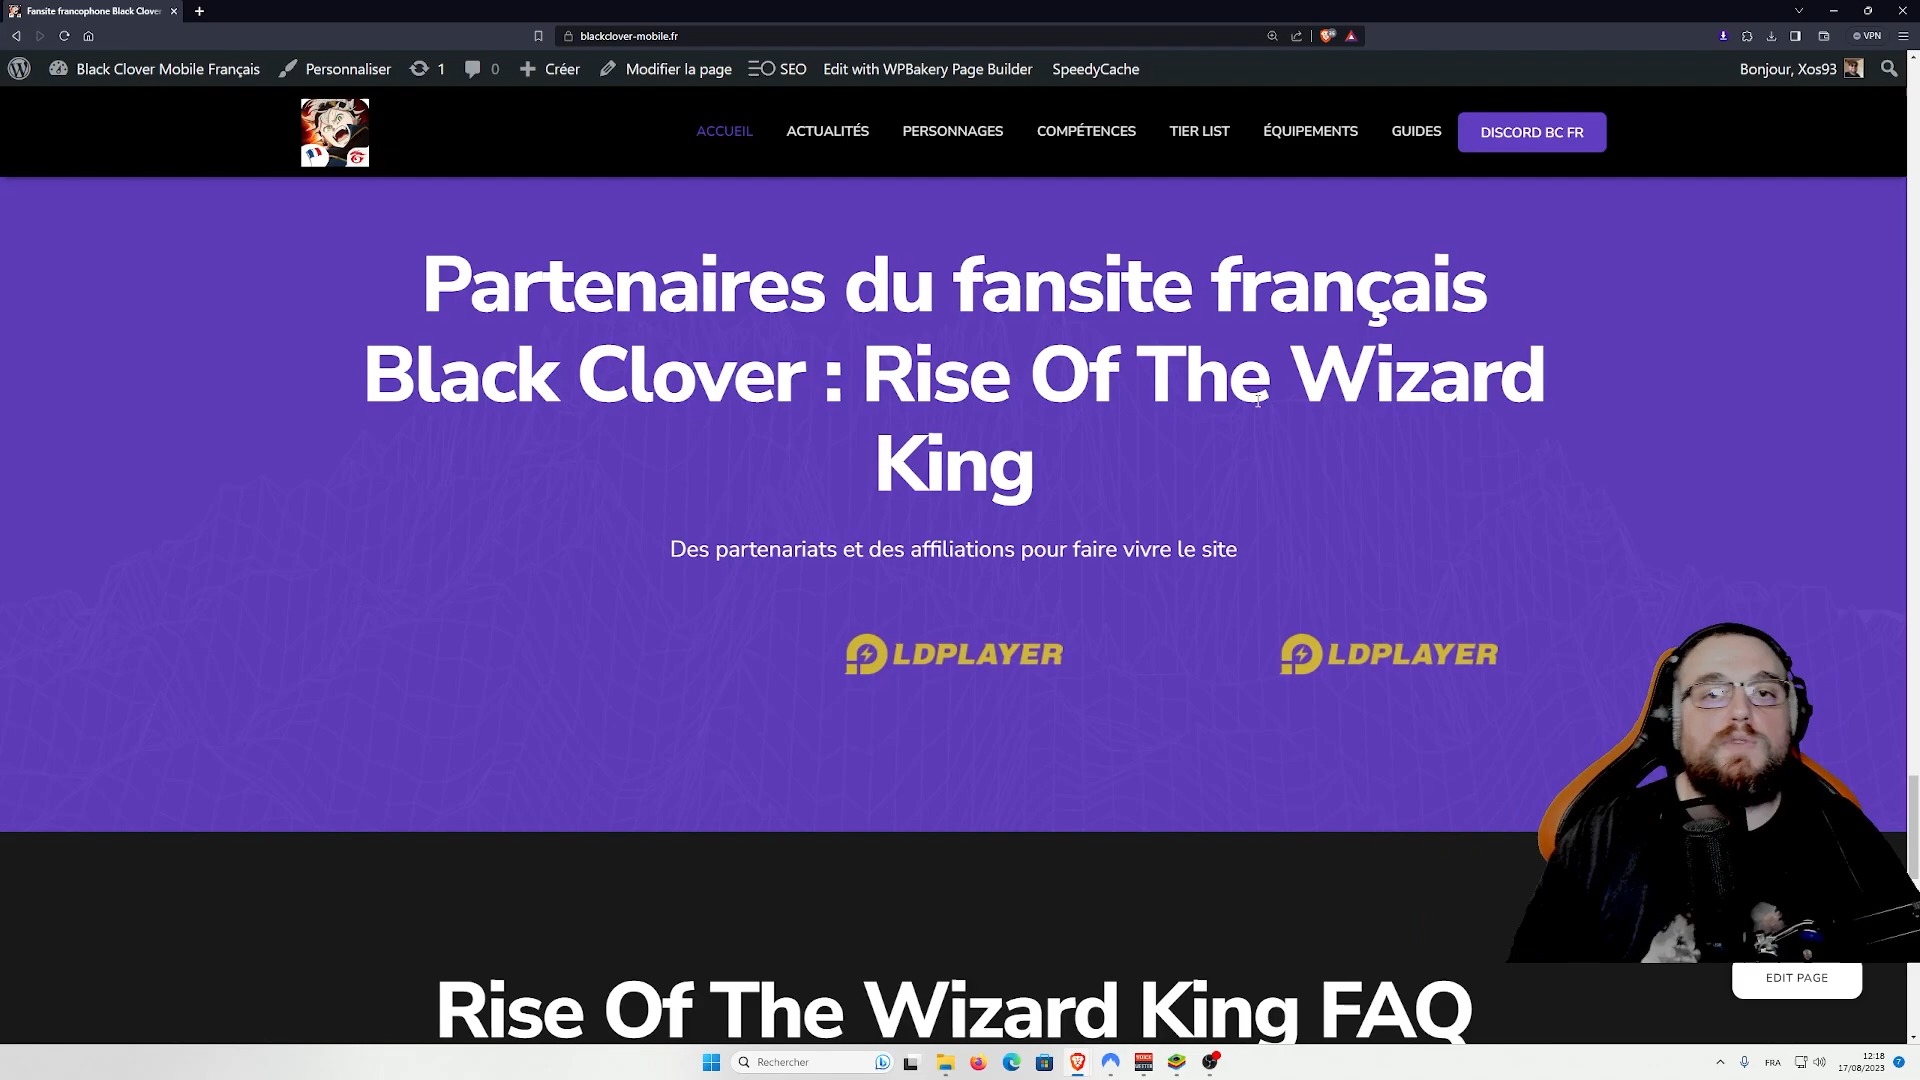 Fansite francophone Black Clover
blackclover-mobile.fr
VPN
Black Clover Mobile Français
Personnaliser
1
0
Créer
Modifier la page
SEO
Edit with WPBakery Page Builder
SpeedyCache
Bonjour, Xos93
ACCUEIL
ACTUALITÉS
PERSONNAGES
COMPÉTENCES
TIER LIST
ÉQUIPEMENTS
GUIDES
DISCORD BC FR
Partenaires du fansite français
Black Clover : Rise Of The Wizard
King
Des partenariats et des affiliations pour faire vivre le site
LDPLAYER
LDPLAYER
EDIT PAGE
Rise Of The Wizard King FAQ
Rechercher
FRA
12:18
17/08/2023
7